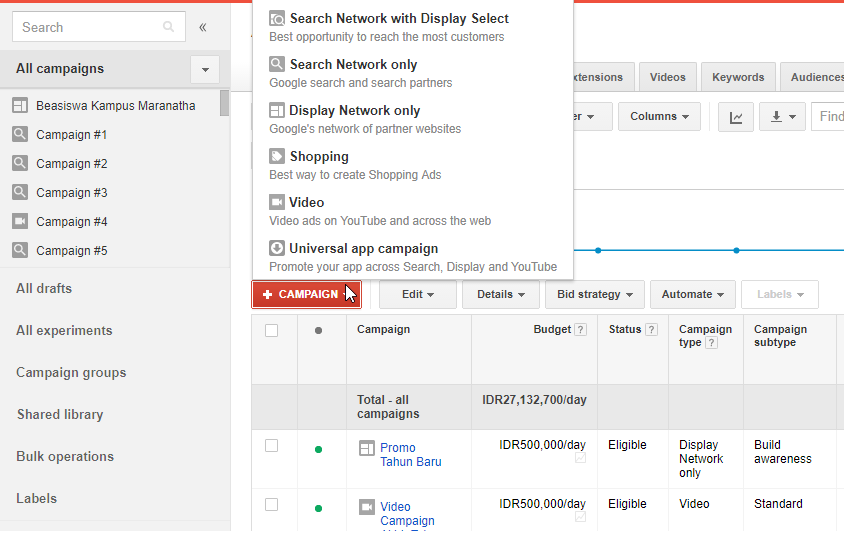 Search
«
All campaigns
Beasiswa Kampus Maranatha
Campaign #1
Campaign #2
Campaign #3
Campaign #4
Campaign #5
All drafts
All experiments
Campaign groups
Shared library
Bulk operations
Labels
Search Network with Display Select
Best opportunity to reach the most customers
Search Network only
Google search and search partners
Display Network only
Google's network of partner websites
Shopping
Best way to create Shopping Ads
Video
Video ads on YouTube and across the web
Universal app campaign
Promote your app across Search, Display and YouTube
Videos
Keywords
Audiences
Columns
Find
+ CAMPAIGN
Edit
Details
Bid strategy
Automate
Labels
Campaign
Budget ?
Status ?
Campaign
type ?
Campaign
subtype
Total - all
campaigns
IDR27,132,700/day
Promo
Tahun Baru
IDR500,000/day
Eligible
Display
Network
only
Build
awareness
Video
Campaign
IDR500,000/day
Eligible
Video
Standard